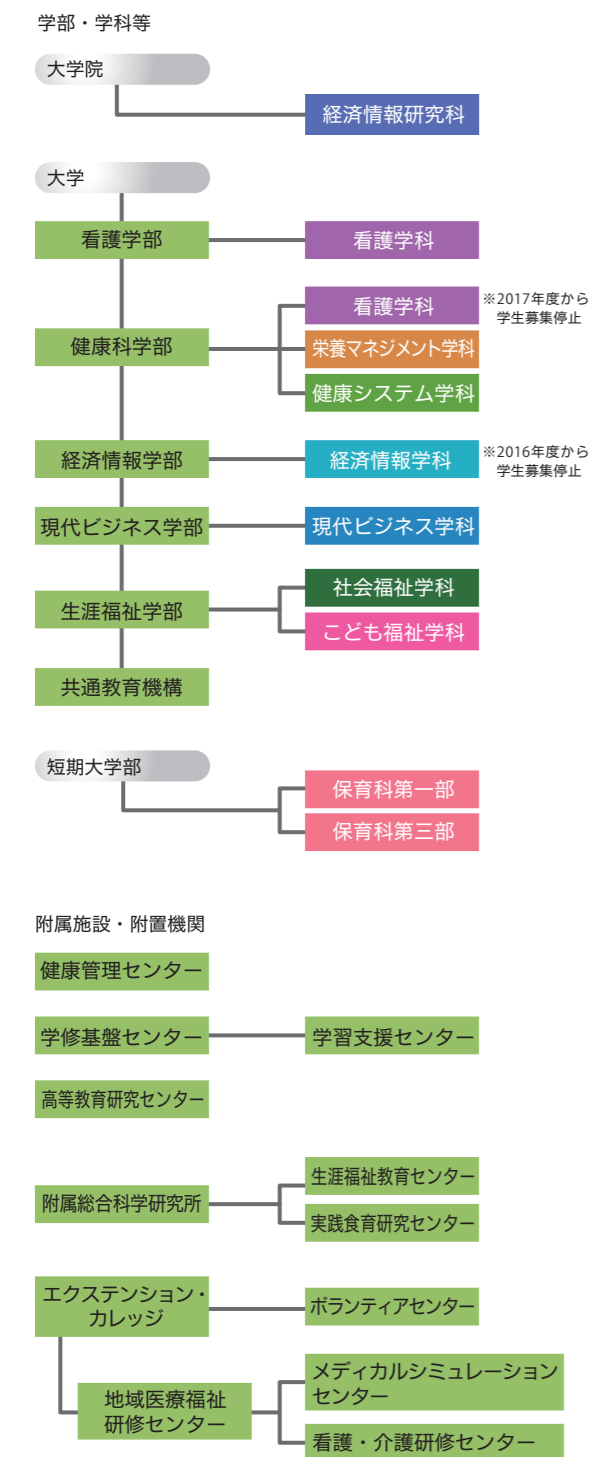 学部・学科等
大学院
経済情報研究科
大学
看護学部
看護学科
看護学科
※2017年度から
学生募集停止
健康科学部
栄養マネジメント学科
健康システム学科
経済情報学部
経済情報学科
※2016年度から
学生募集停止
現代ビジネス学部
現代ビジネス学科
生涯福祉学部
社会福祉学科
こども福祉学科
共通教育機構
短期大学部
保育科第一部
保育科第三部
附属施設・附置機関
健康管理センター
学修基盤センター
学習支援センター
高等教育研究センター
附属総合科学研究所
生涯福祉教育センター
実践食育研究センター
エクステンション・
カレッジ
ボランティアセンター
地域医療福祉
研修センター
メディカルシミュレーション
センター
看護・介護研修センター